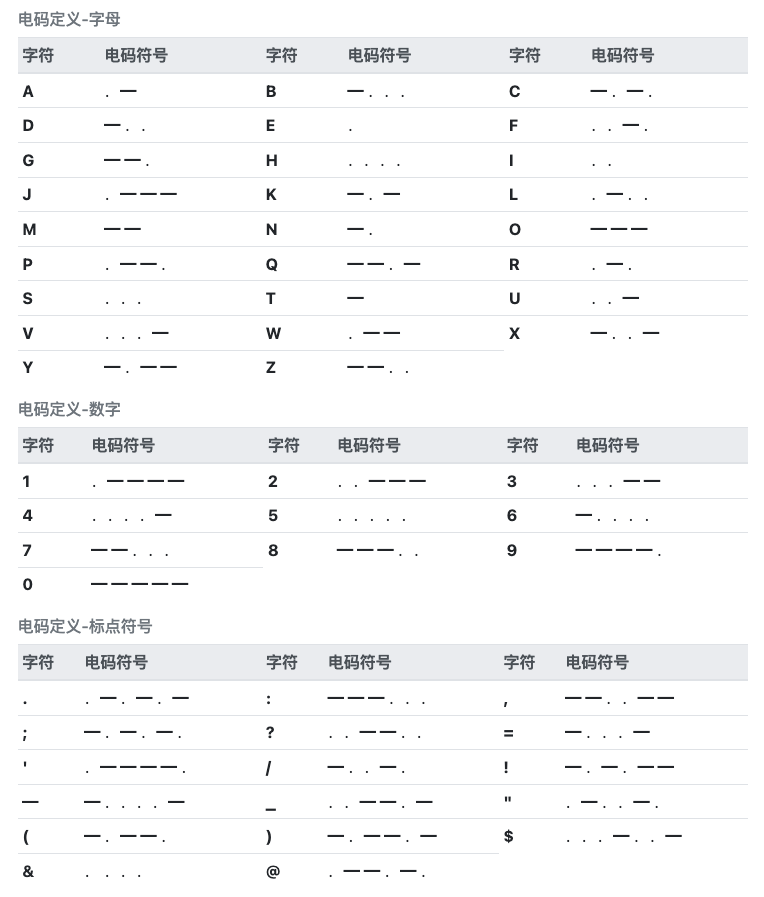 电码定义-字母
字符 电码符号 字符 电码符号 字符 电码符号
A . — B — . . . C — . — .
D — . . E . F . . — .
G — — . H . . . . I . .
J . — — — K — . — L . — . .
M — — N — . O — — —
P . — — . Q — — . — R . — .
S . . . T — U . . —
V . . . — W . — — X — . . —
Y — . — — Z — — . .
电码定义-数字
字符 电码符号 字符 电码符号 字符 电码符号
1 . — — — — 2 . . — — — 3 . . . — —
4 . . . . — 5 . . . . . 6 — . . . .
7 — — . . . 8 — — — . . 9 — — — — .
0 — — — — —
电码定义-标点符号
字符 电码符号 字符 电码符号 字符 电码符号
. . — . — . — : — — — . . . , — — . . — —
; — . — . — . ? . . — — . . = — . . . —
' . — — — — . / — . . — . ! — . — . — —
— — . . . . — _ . . — — . — " . — . . — .
( — . — — . ) — . — — . — $ . . . — . . —
& . . . . @ . — — . — .